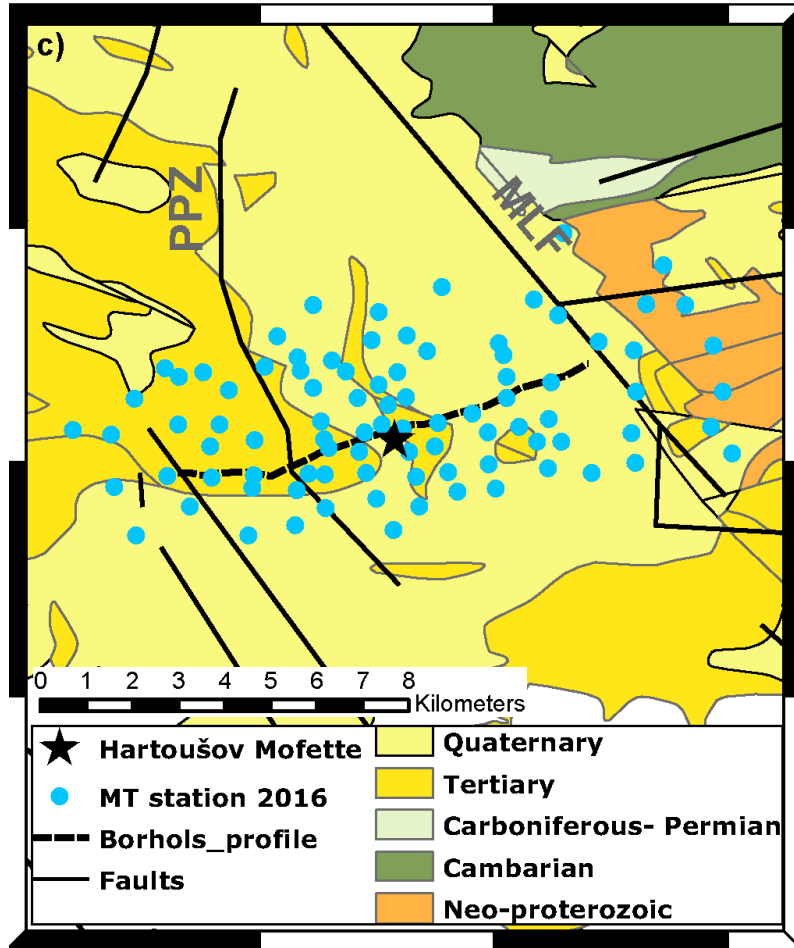 c)
PPZ
MLF
0 1 2 3 4 5 6 7 8
Kilometers
Hartoušov Mofette
MT station 2016
Borhols_profile
Faults
Quaternary
Tertiary
Carboniferous- Permian
Cambarian
Neo-proterozoic